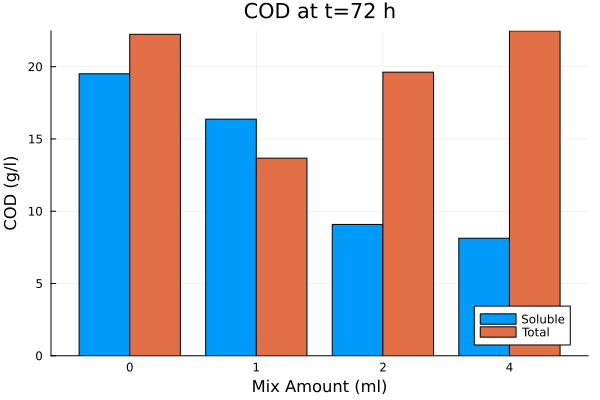 COD at t=72 h
COD (g/l)
20
15
10
5
0
0 1 2 4
Mix Amount (ml)
Soluble
Total